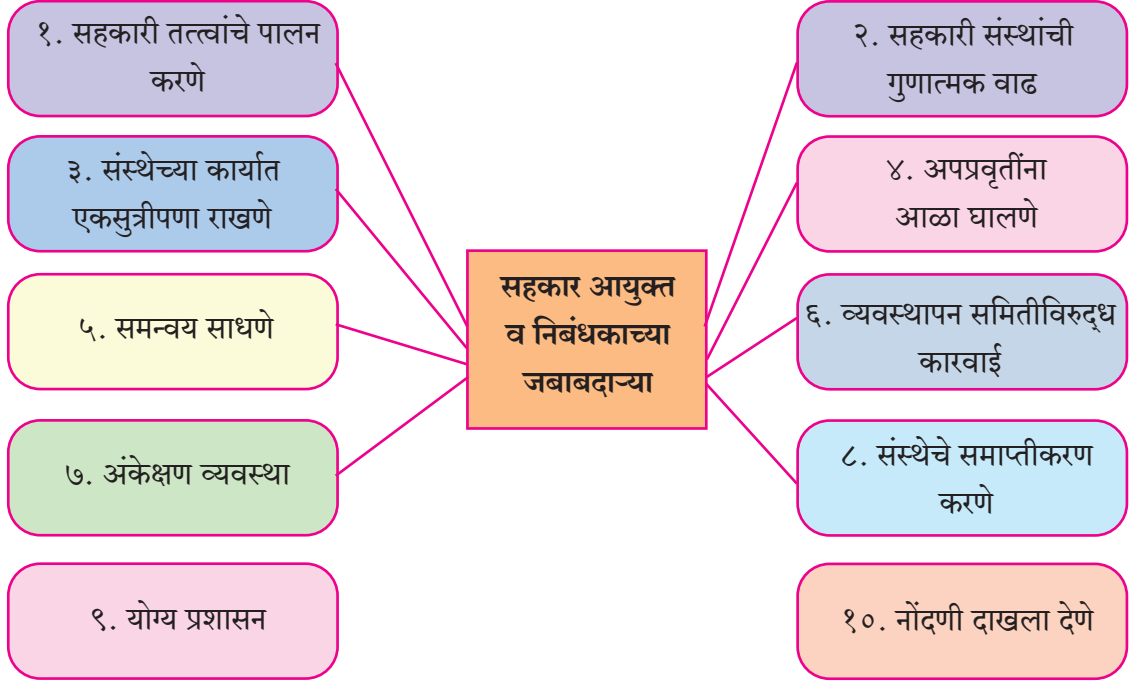 १. सहकारी तत्त्वांचे पालन
करणे
२. सहकारी संस्थांची
गुणात्मक वाढ
३. संस्थेच्या कार्यात
एकसुत्रीपणा राखणे
४. अपप्रवृतींना
आळा घालणे
सहकार आयुक्त
व निबंधकाच्या
जबाबदाऱ्या
५. समन्वय साधणे
६. व्यवस्थापन समितीविरुद्ध
कारवाई
७. अंकेक्षण व्यवस्था
८. संस्थेचे समाप्तीकरण
करणे
९. योग्य प्रशासन
१०. नोंदणी दाखला देणे